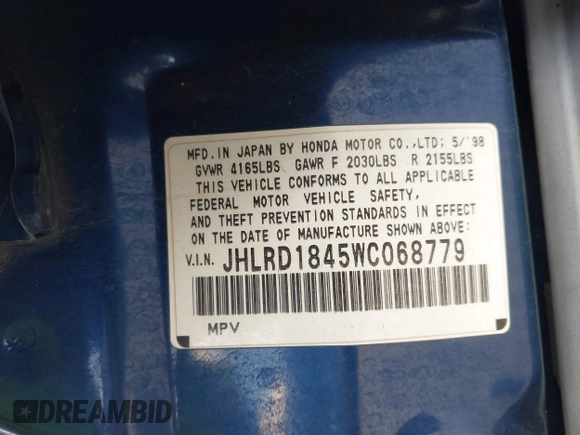 MFD. IN JAPAN BY HONDA MOTOR CO.,LTD: 5/'98
GVWR 4165LBS GAWR F 2030LBS R 2155LBS
THIS VEHICLE CONFORMS TO ALL APPLICABLE
FEDERAL MOTOR VEHICLE SAFETY,
AND THEFT PREVENTION STANDARDS IN EFFECT
ON THE DATE OF MANUFACTURE SHOWN ABOVE:
V.I.N. JHLRD1845WC068779
MPV
DREAMBID